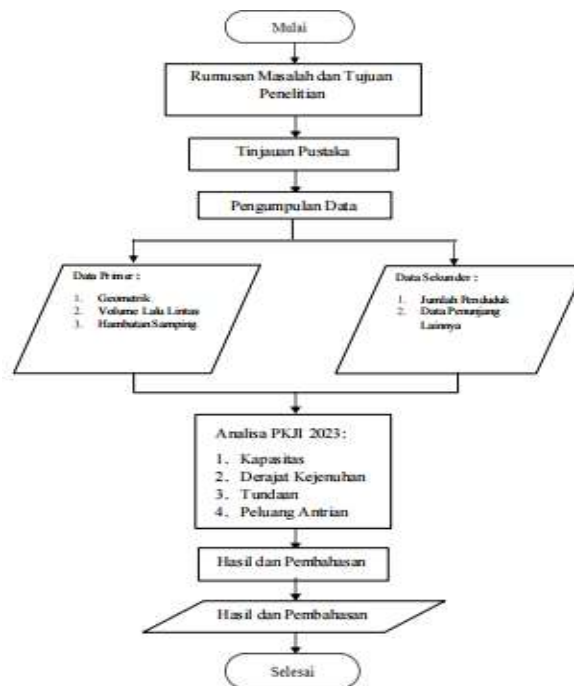 Mulai
Rumusan Masalah dan Tujuan
Penelitian
Tinjauan Pustaka
Pengumpulan Data
Data Primer :
1. Geometrik
2. Volume Lalu Lintas
3. Hambatan Samping
Data Sekunder :
1. Jumlah Penduduk
2. Data Penunjang
Lainnya
Analisa PKJI 2023 :
1. Kapasitas
2. Derajat Kejenuhan
3. Tundaan
4. Peluang Antrian
Hasil dan Pembahasan
Hasil dan Pembahasan
Selesai